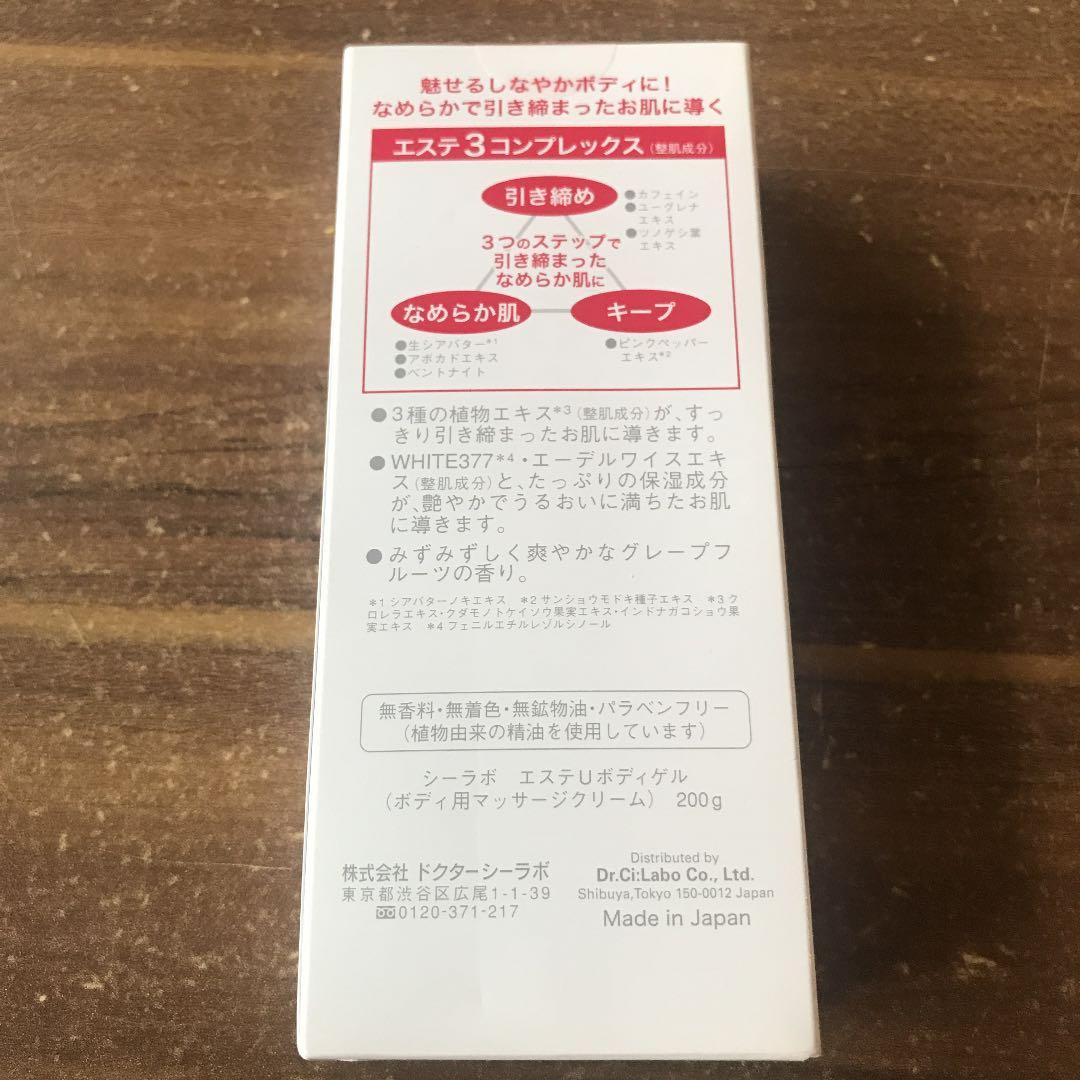 魅せるしなやかボディに!
なめらかで引き締まったお肌に導く
エステ3コンプレックス(整肌成分)
引き締め
●カフェイン
●ユーグレナ
エキス
●ツノゲシ葉
エキス
3つのステップで
引き締まった
なめらか肌に
なめらか肌
キープ
●生シアバター*1
●アボカドエキス
●ベントナイト
●ピンクペッパー
エキス*2
●3種の植物エキス*3(整肌成分)が、すっ
きり引き締まったお肌に導きます。
●WHITE377*4・エーデルワイスエキ
ス(整肌成分)と、たっぷりの保湿成分
が、艶やかでうるおいに満ちたお肌
に導きます。
●みずみずしく爽やかなグレープフ
ルーツの香り。
*1 シアバターノキエキス *2 サンショウモドキ種子エキス *3 ク
ロレラエキス・クダモノトケイソウ果実エキス・インドナガコショウ果
実エキス *4 フェニルエチルレゾルシノール
無香料・無着色・無鉱物油・パラベンフリー
(植物由来の精油を使用しています)
シーラボ エステUボディゲル
(ボディ用マッサージクリーム) 200g
株式会社 ドクターシーラボ
東京都渋谷区広尾1-1-39
0120-371-217
Distributed by
Dr.Ci:Labo Co., Ltd.
Shibuya,Tokyo 150-0012 Japan
Made in Japan